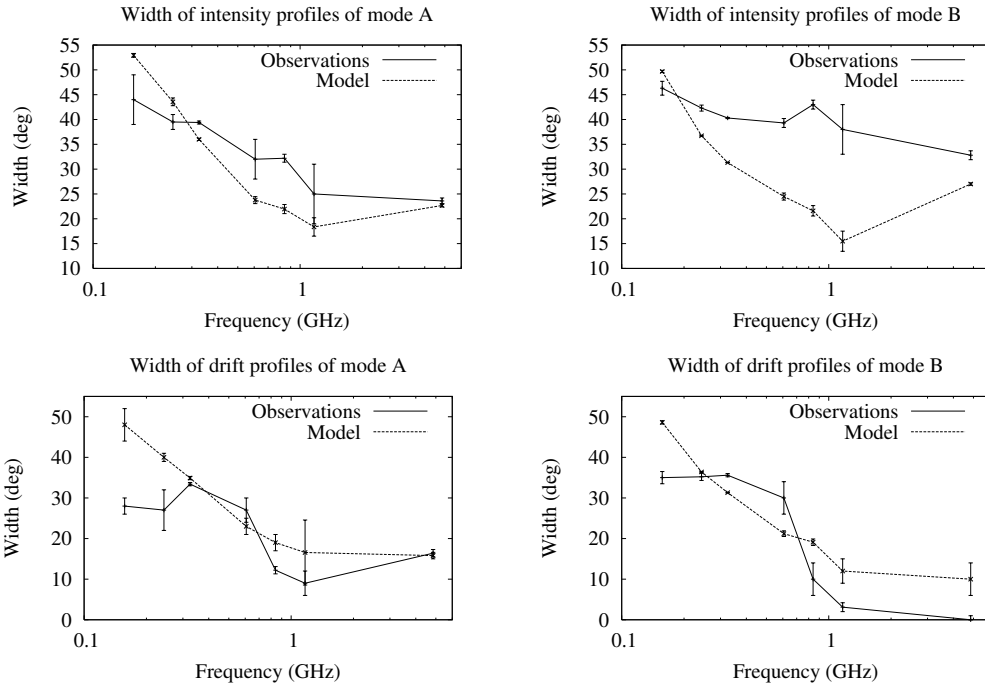 Width of intensity profiles of mode A
Width (deg)
55
50
45
40
35
30
25
20
15
10
0.1
1
Frequency (GHz)
Observations
Model
Width of intensity profiles of mode B
Width (deg)
55
50
45
40
35
30
25
20
15
10
0.1
1
Frequency (GHz)
Observations
Model
Width of drift profiles of mode A
Width (deg)
50
40
30
20
10
0
0.1
1
Frequency (GHz)
Observations
Model
Width of drift profiles of mode B
Width (deg)
50
40
30
20
10
0
0.1
1
Frequency (GHz)
Observations
Model